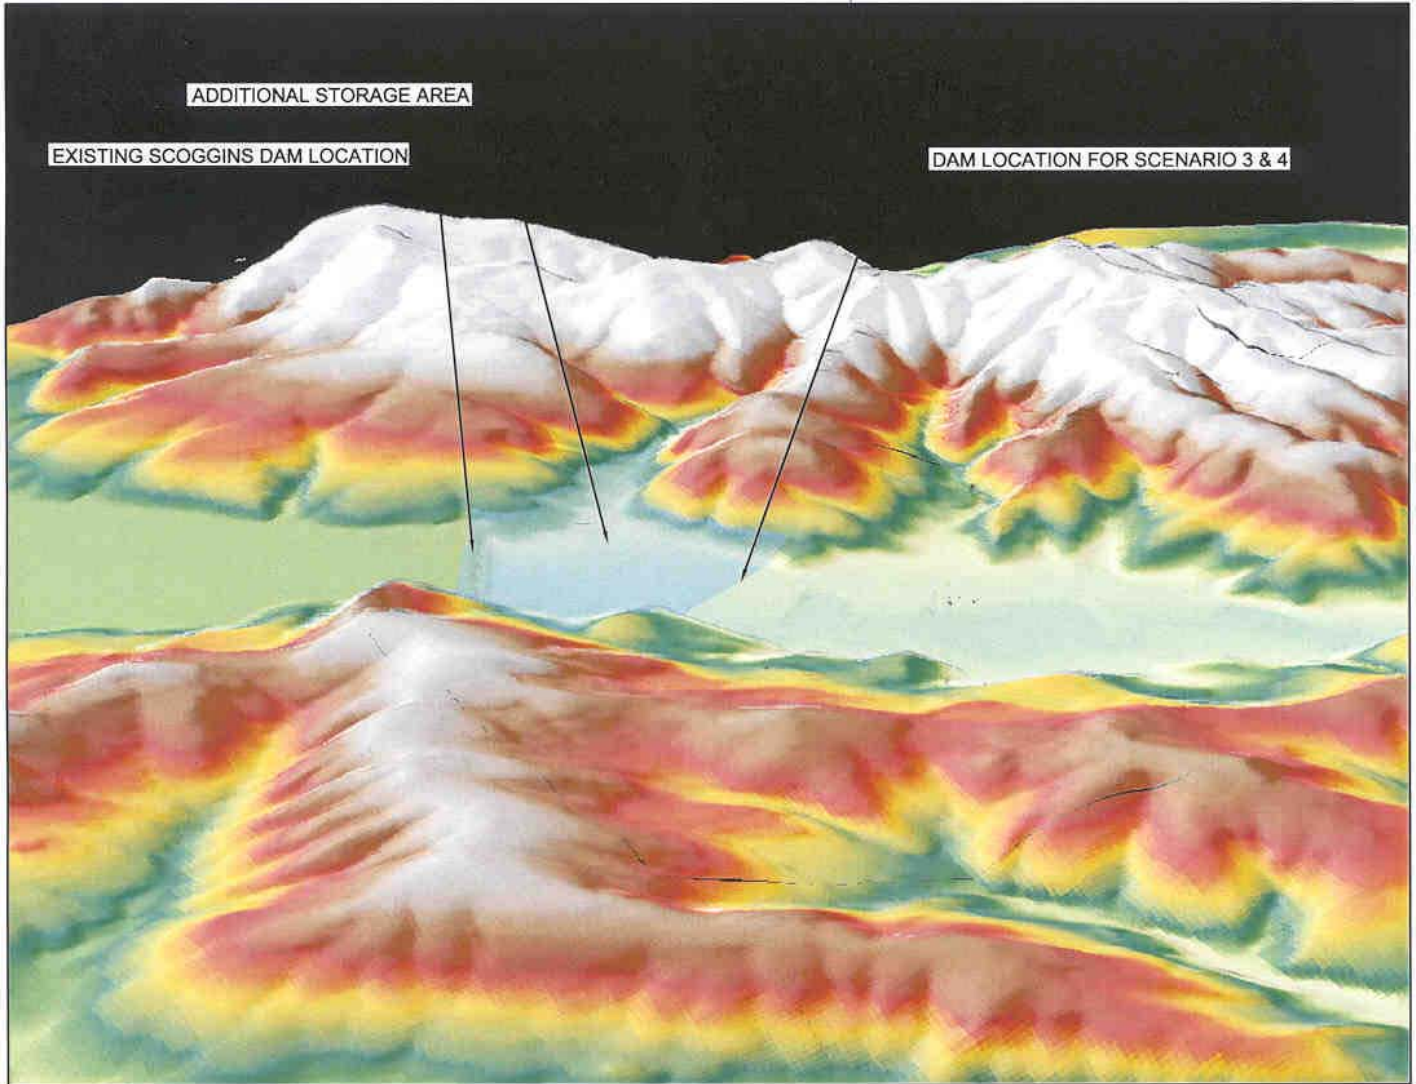 ADDITIONAL STORAGE AREA
EXISTING SCOGGINS DAM LOCATION
DAM LOCATION FOR SCENARIO 3 & 4